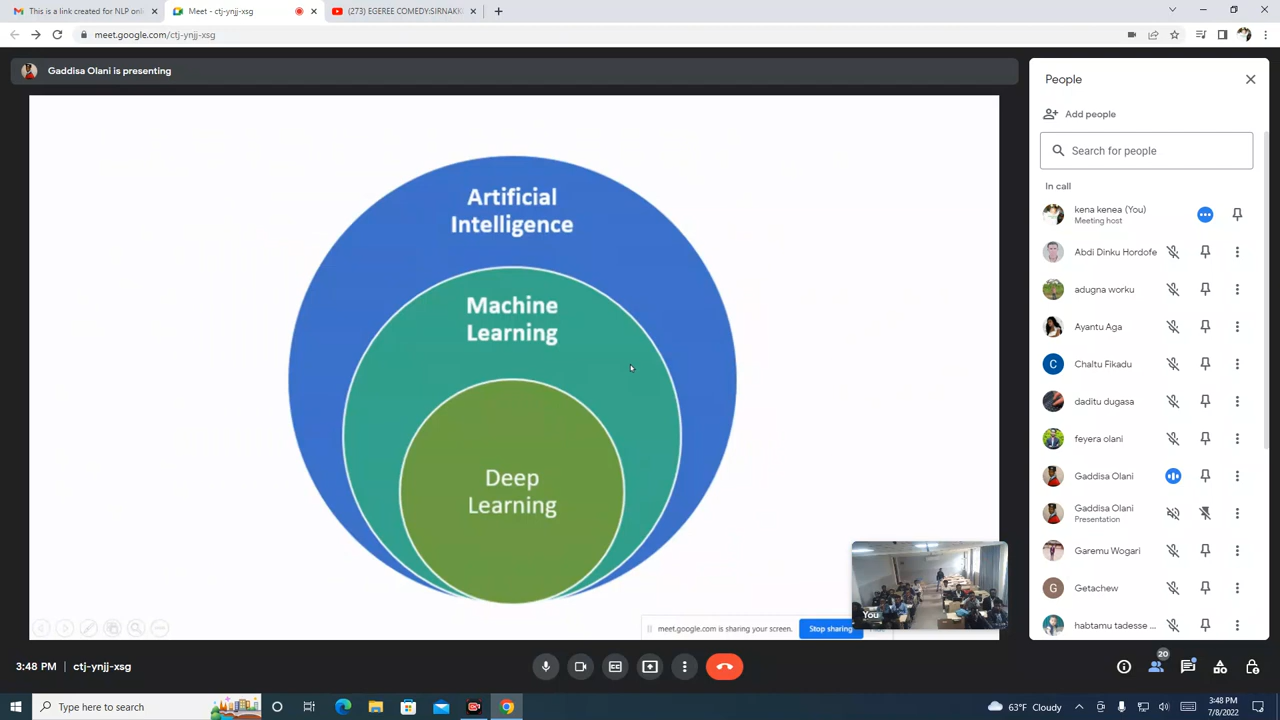 This is a link created for NLP onl
Meet - ctj-ynjj-xsg
(273) EGEREE COMEDY:SIRNAKK
meet.google.com/ctj-ynjj-xsg
Gaddisa Olani is presenting
Artificial
Intelligence
Machine
Learning
Deep
Learning
You
meet.google.com is sharing your screen.
Stop sharing
People
Add people
Search for people
In call
kena kenea (You)
Meeting host
Abdi Dinku Hordofe
adugna worku
Ayantu Aga
C
Chaltu Fikadu
daditu dugasa
feyera olani
Gaddisa Olani
Gaddisa Olani
Presentation
Garemu Wogari
G
Getachew
habtamu tadesse ...
3:48 PM | ctj-ynjj-xsg
20
Type here to search
63°F Cloudy
3:48 PM
7/8/2022